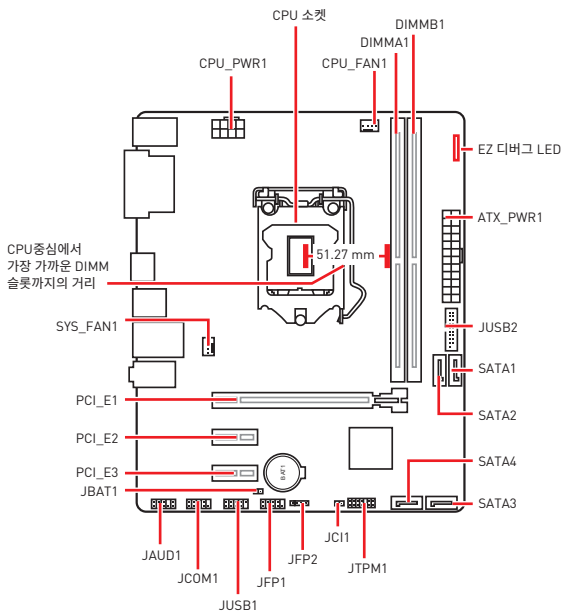 CPU 소켓
DIMMB1
DIMMA1
CPU_PWR1
CPU_FAN1
EZ 디버그 LED
ATX_PWR1
CPU중심에서
가장 가까운 DIMM
슬롯까지의 거리
51.27 mm
SYS_FAN1
JUSB2
SATA1
PCI_E1
SATA2
PCI_E2
SATA4
PCI_E3
BAT1
JBAT1
SATA3
JAUD1
JCOM1
JUSB1
JFP1
JFP2
JCI1
JTPM1